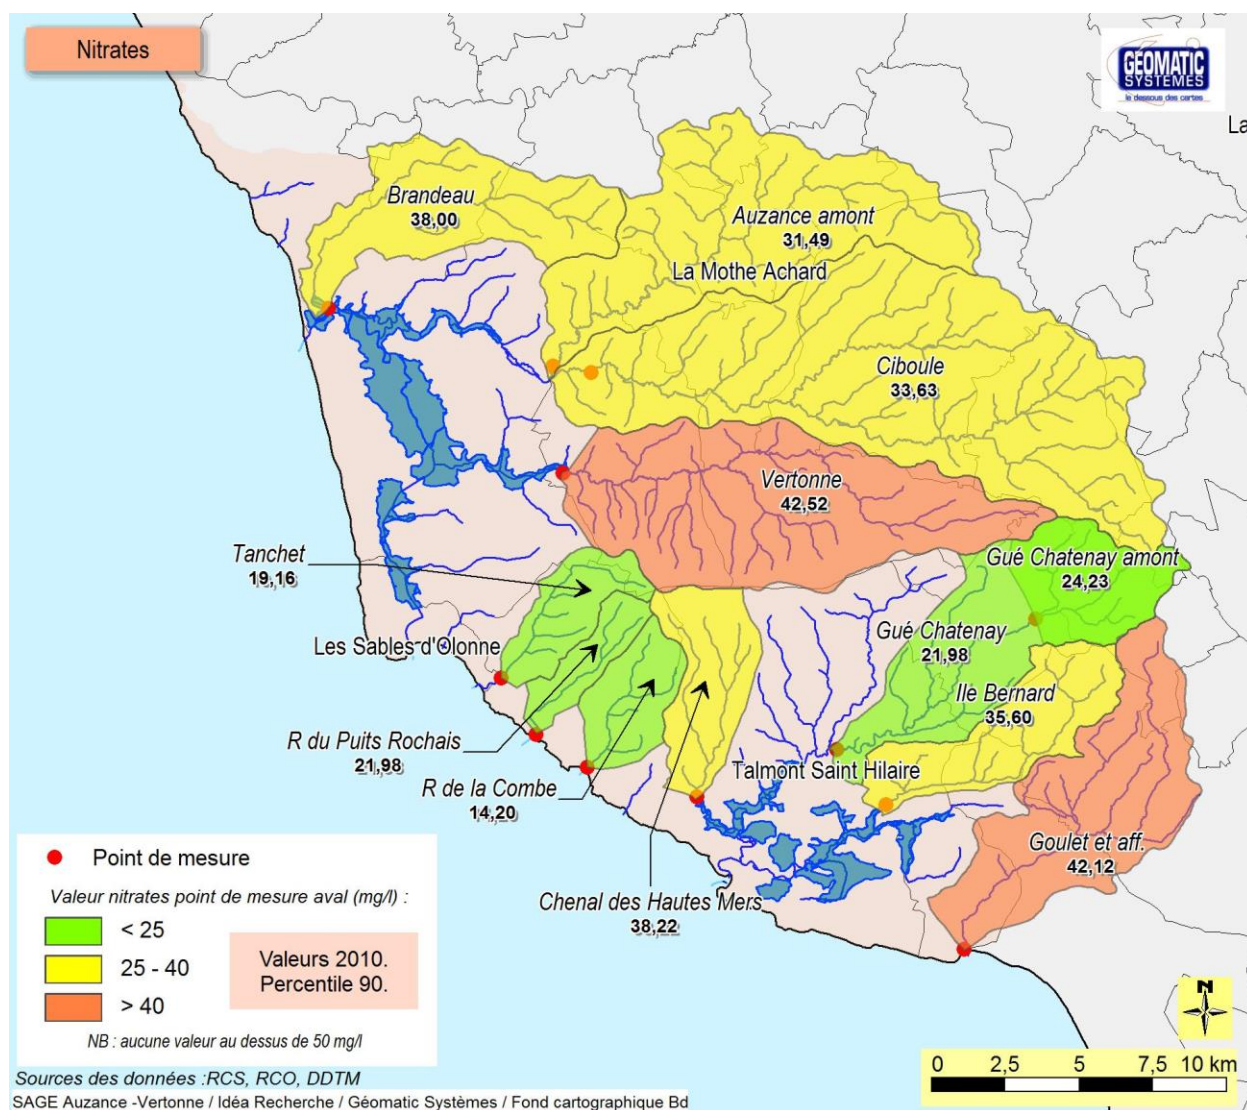 Nitrates
GÉOMATIC
SYSTÈMES
le dessous des cartes
La
Brandeau
38,00
Auzance amont
31,49
La Mothe Achard
Ciboule
33,63
Vertonne
42,52
Tanchet
19,16
Gué Chatenay amont
24,23
Les Sables d'Olonne
Gué Chatenay
21,98
Ile Bernard
35,60
R du Puits Rochais
21,98
Talmont Saint Hilaire
R de la Combe
14,20
Goulet et aff.
42,12
Chenal des Hautes Mers
38,22
Point de mesure
Valeur nitrates point de mesure aval (mg/l) :
< 25
25 - 40
> 40
Valeurs 2010.
Percentile 90.
NB : aucune valeur au dessus de 50 mg/l
N
0 2,5 5 7,5 10 km
Sources des données :RCS, RCO, DDTM
SAGE Auzance -Vertonne / Idéa Recherche / Géomatic Systèmes / Fond cartographique Bd